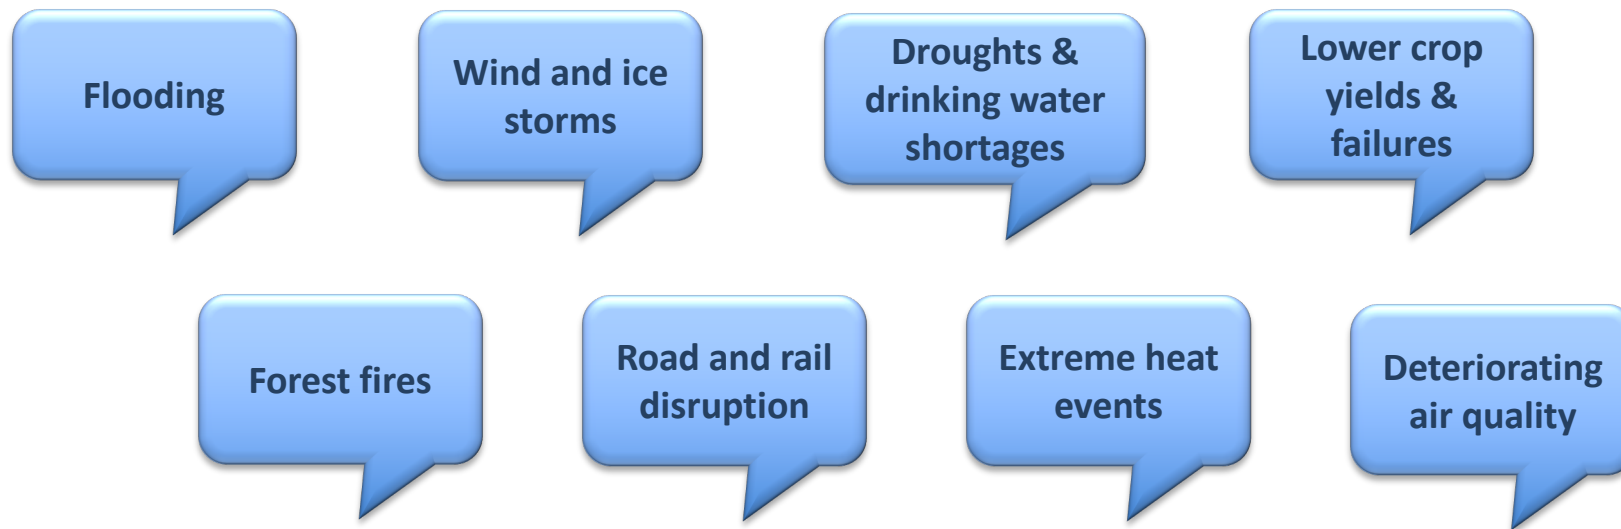 Flooding
Wind and ice
storms
Droughts &
drinking water
shortages
Lower crop
yields &
failures
Forest fires
Road and rail
disruption
Extreme heat
events
Deteriorating
air quality